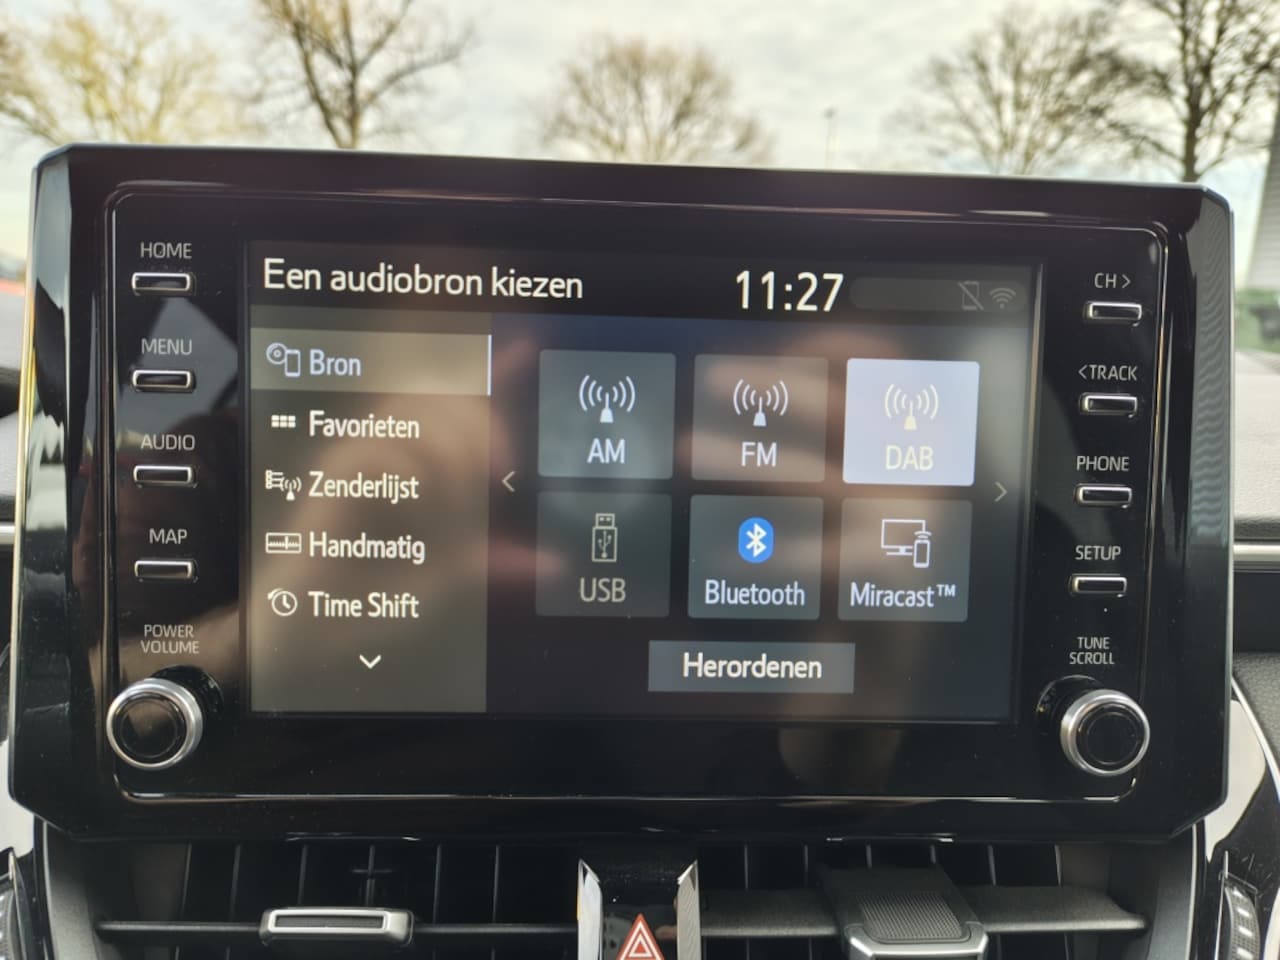 HOME
MENU
AUDIO
MAP
POWER
VOLUME
Een audiobron kiezen
11:27
Bron
Favorieten
Zenderlijst
Handmatig
Time Shift
AM
FM
DAB
USB
Bluetooth
Miracast™
Herordenen
CH >
<TRACK
PHONE
SETUP
TUNE
SCROLL